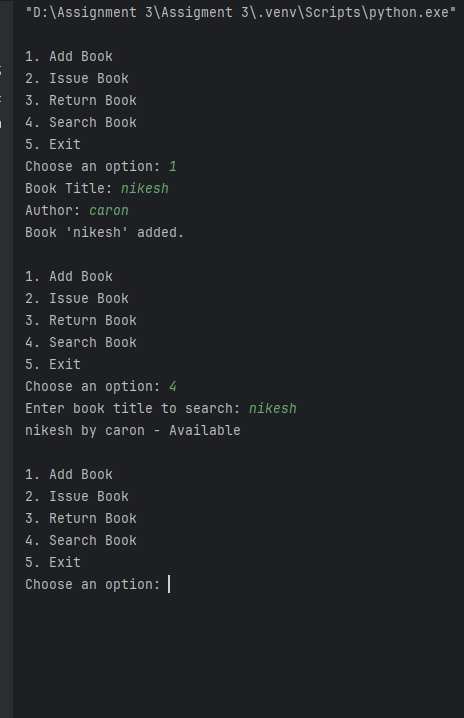 "D:\Assignment 3\Assigment 3\.venv\Scripts\python.exe"
1. Add Book
2. Issue Book
3. Return Book
4. Search Book
5. Exit
Choose an option: 1
Book Title: nikesh
Author: caron
Book 'nikesh' added.
1. Add Book
2. Issue Book
3. Return Book
4. Search Book
5. Exit
Choose an option: 4
Enter book title to search: nikesh
nikesh by caron - Available
1. Add Book
2. Issue Book
3. Return Book
4. Search Book
5. Exit
Choose an option: